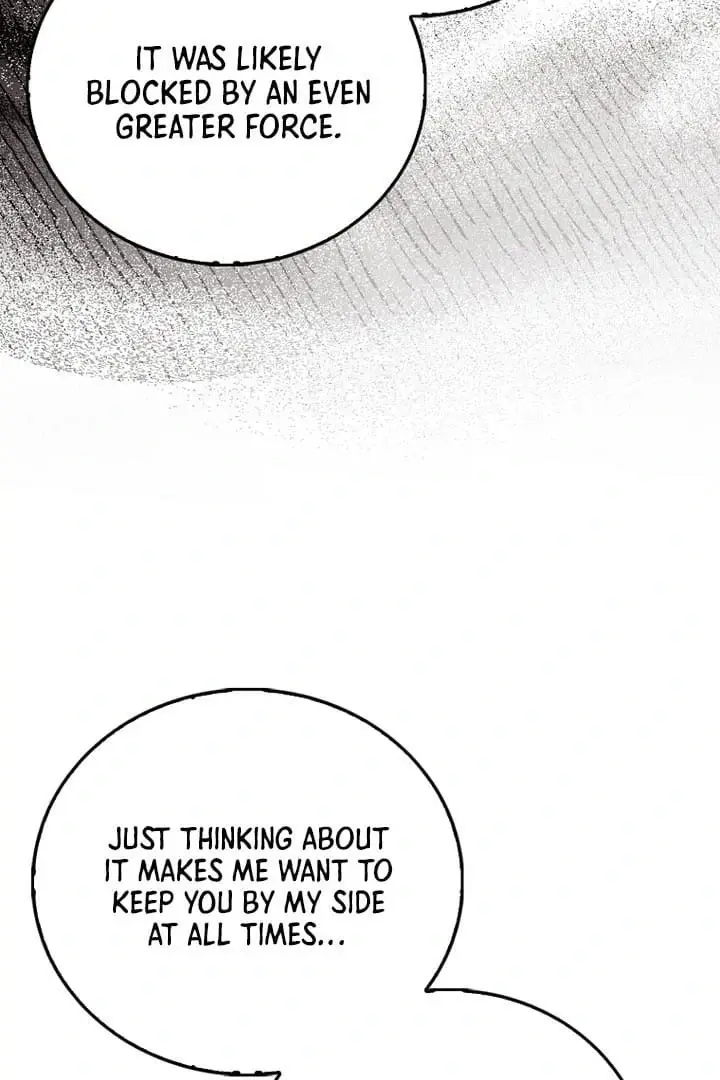 IT WAS LIKELY
BLOCKED BY AN EVEN
GREATER FORCE.
JUST THINKING ABOUT
IT MAKES ME WANT TO
KEEP YOU BY MY SIDE
AT ALL TIMES...